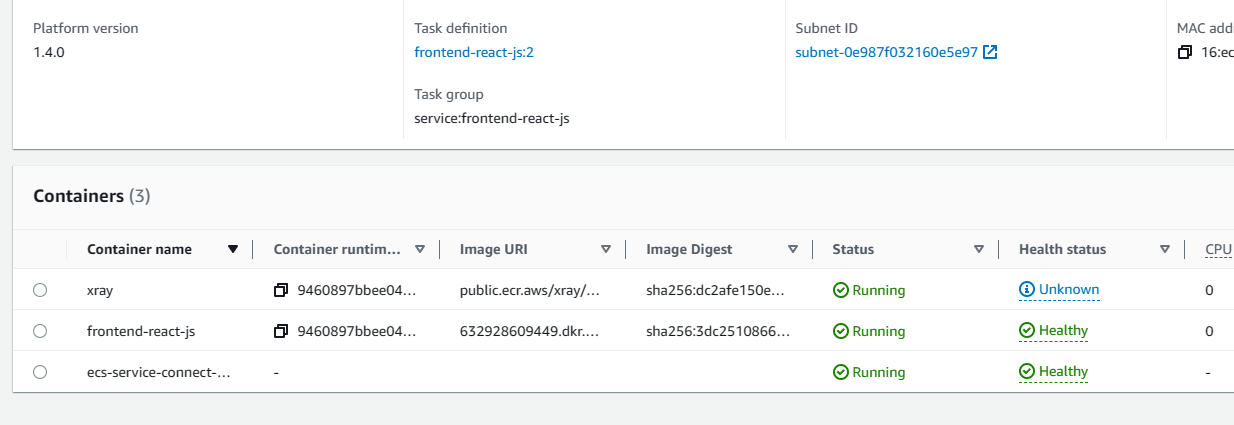 Platform version
1.4.0
Task definition
frontend-react-js:2
Task group
service:frontend-react-js
Subnet ID
subnet-0e987f032160e5e97
MAC add
16:ec
Containers (3)
Container name Container runtim... Image URI Image Digest Status Health status CPU
xray 9460897bbee04... public.ecr.aws/xray/... sha256:dc2afe150e... Running Unknown 0
frontend-react-js 9460897bbee04... 632928609449.dkr.... sha256:3dc2510866... Running Healthy 0
ecs-service-connect-... - Running Healthy -